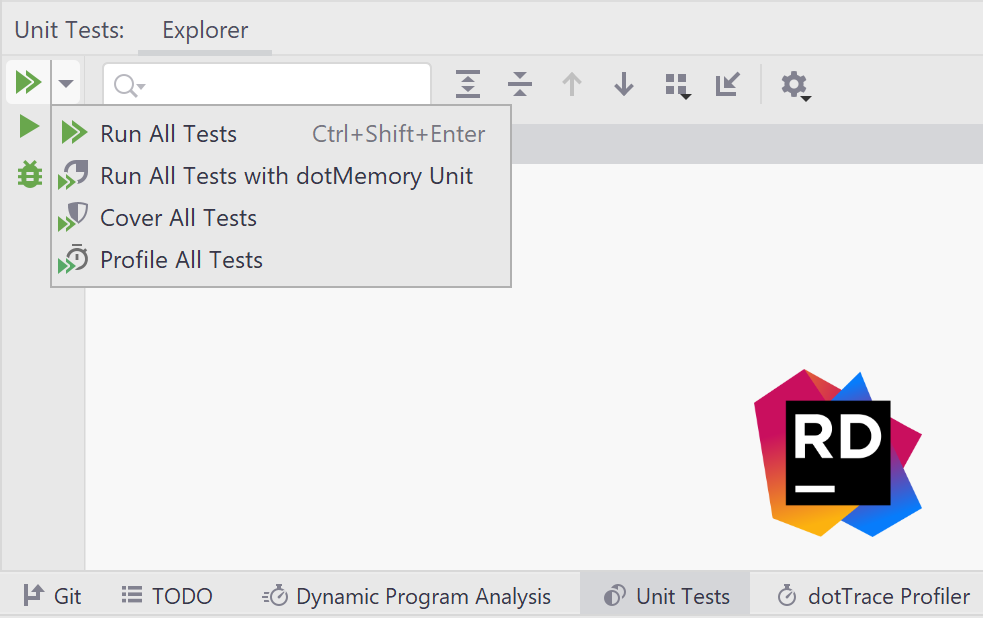 Unit Tests: Explorer
Run All Tests Ctrl+Shift+Enter
Run All Tests with dotMemory Unit
Cover All Tests
Profile All Tests
RD
Git TODO Dynamic Program Analysis Unit Tests dotTrace Profiler